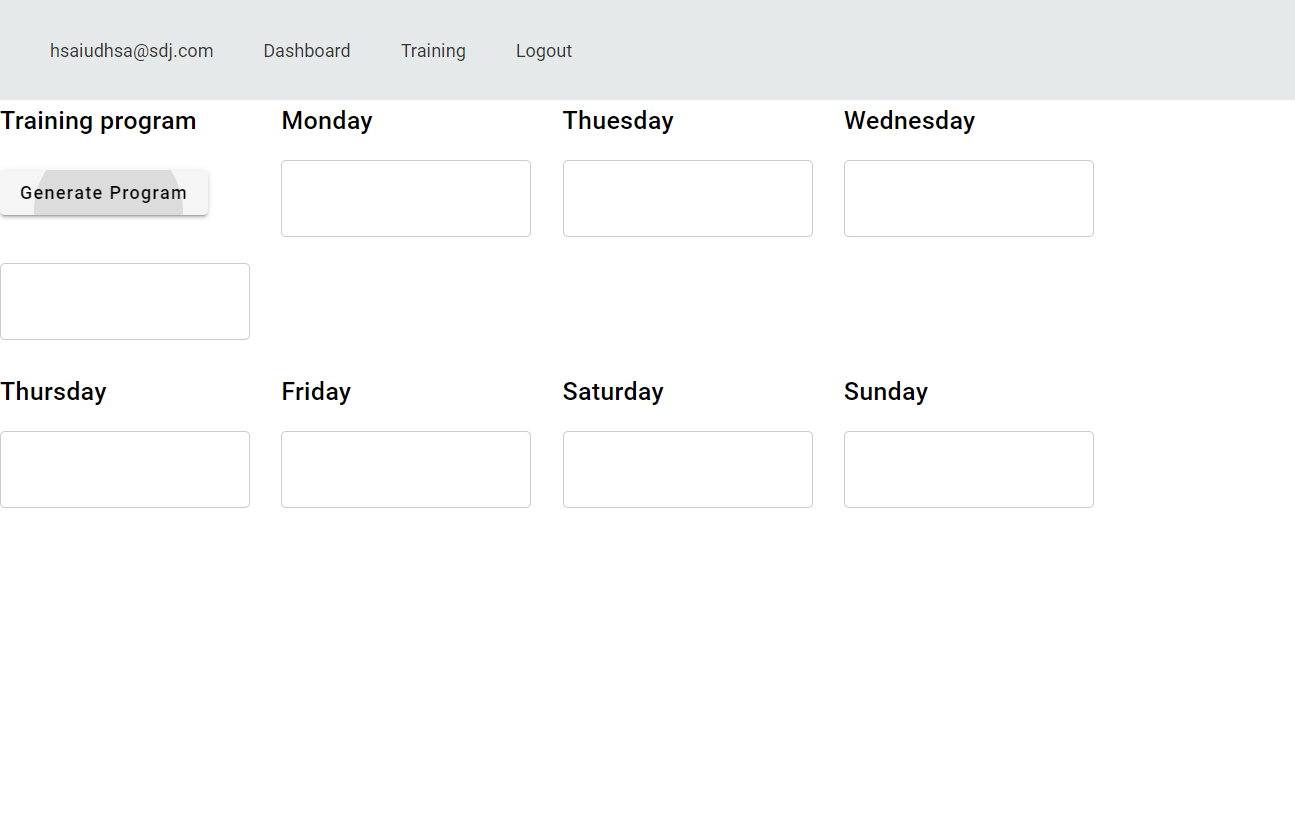 hsaiudhsa@sdj.com Dashboard Training Logout
Training program Monday Thuesday Wednesday
Generate Program
Thursday Friday Saturday Sunday